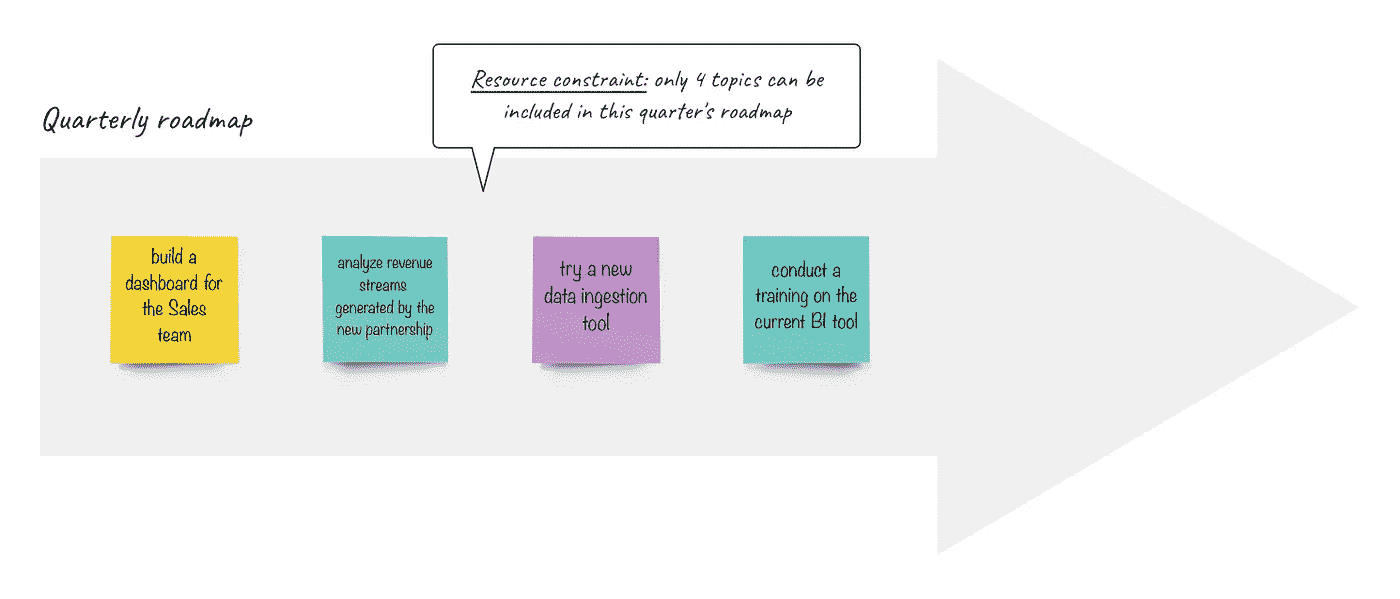 Quarterly roadmap
Resource constraint: only 4 topics can be
included in this quarter's roadmap
build a
dashboard for
the Sales
team
analyze revenue
streams
generated by the
new partnership
try a new
data ingestion
tool
conduct a
training on the
current BI tool